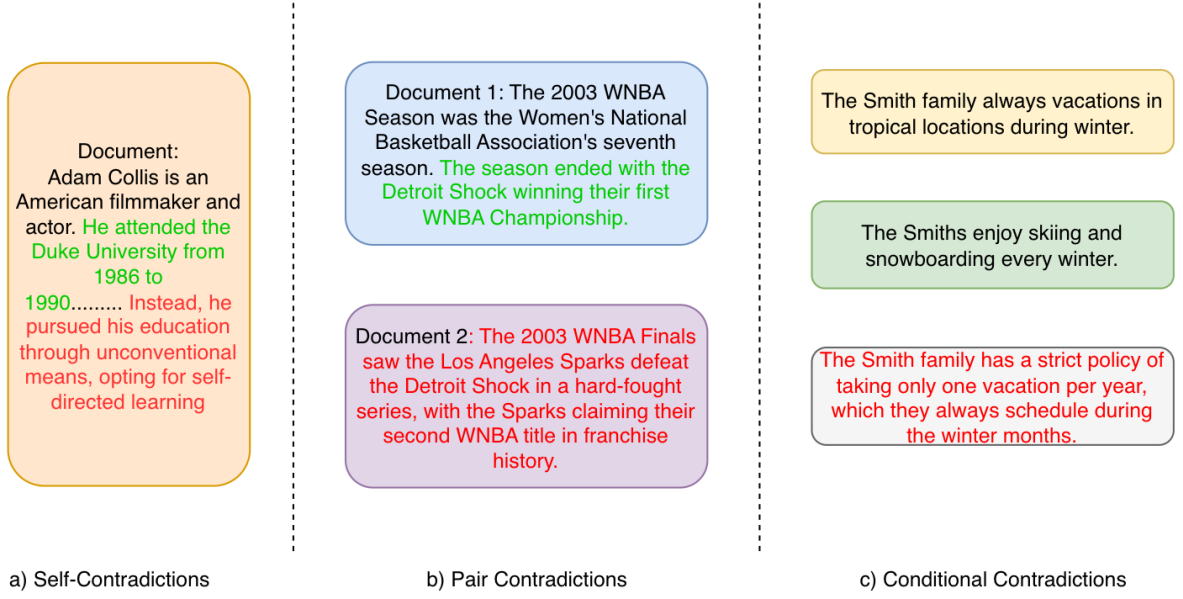 Document:
Adam Collis is an
American filmmaker and
actor. He attended the
Duke University from
1986 to
1990......... Instead, he
pursued his education
through unconventional
means, opting for self-
directed learning
a) Self-Contradictions
Document 1: The 2003 WNBA
Season was the Women's National
Basketball Association's seventh
season. The season ended with the
Detroit Shock winning their first
WNBA Championship.
Document 2: The 2003 WNBA Finals
saw the Los Angeles Sparks defeat
the Detroit Shock in a hard-fought
series, with the Sparks claiming their
second WNBA title in franchise
history.
b) Pair Contradictions
The Smith family always vacations in
tropical locations during winter.
The Smiths enjoy skiing and
snowboarding every winter.
The Smith family has a strict policy of
taking only one vacation per year,
which they always schedule during
the winter months.
c) Conditional Contradictions